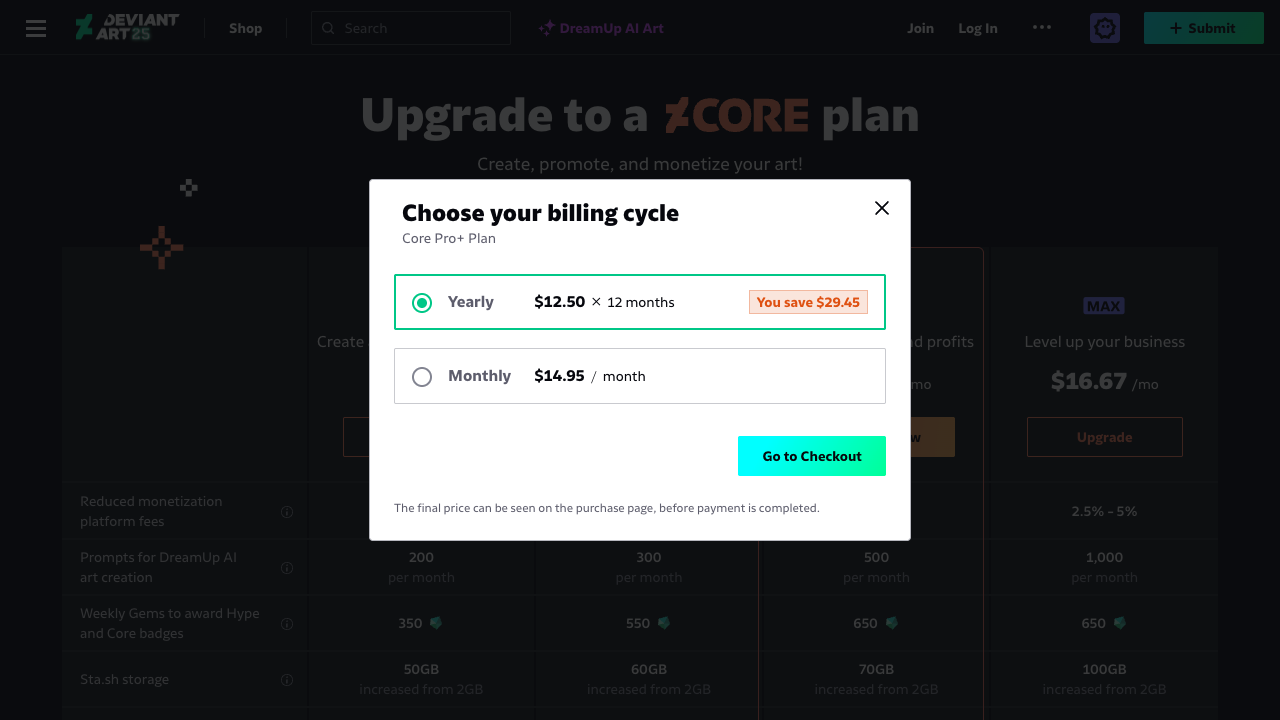 DEVIANT ART 25
Shop
Search
DreamUp AI Art
Join
Log In
Submit
Upgrade to a CORE plan
Create, promote, and monetize your art!
Choose your billing cycle
Core Pro+ Plan
Yearly $12.50 × 12 months You save $29.45
Monthly $14.95 / month
Go to Checkout
The final price can be seen on the purchase page, before payment is completed.
Create
profits
/mo
MAX
Level up your business
$16.67 /mo
Upgrade
Reduced monetization
platform fees
2.5% - 5%
Prompts for DreamUp AI
art creation
200
per month
300
per month
500
per month
1,000
per month
Weekly Gems to award Hype
and Core badges
350
550
650
650
Sta.sh storage
50GB
increased from 2GB
60GB
increased from 2GB
70GB
increased from 2GB
100GB
increased from 2GB